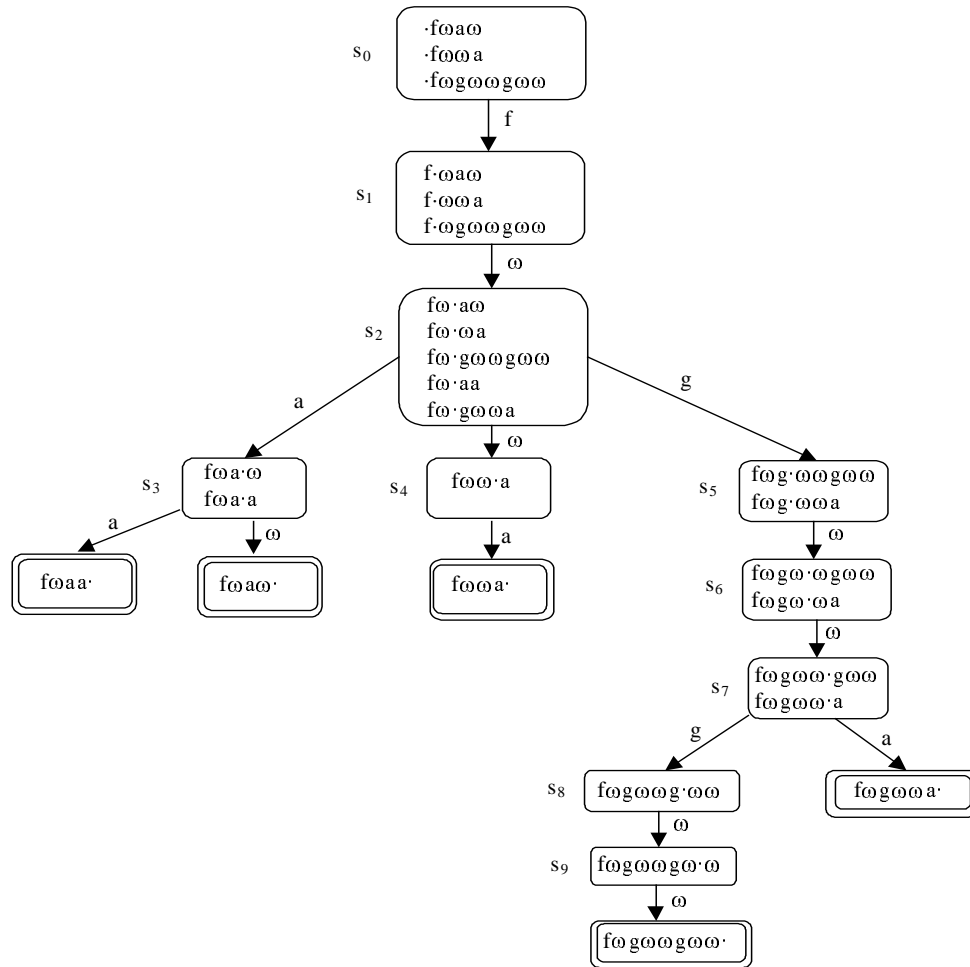 s₀
·fωaω
·fωωa
·fωgωωgωω
f
s₁
f·ωaω
f·ωωa
f·ωgωωgωω
ω
s₂
fω·aω
fω·ωa
fω·gωωgωω
fω·aa
fω·gωωa
a
ω
g
s₃
fωa·ω
fωa·a
s₄
fωω·a
s₅
fωg·ωωgωω
fωg·ωωa
a
ω
a
ω
fωaa·
fωaω·
fωωa·
s₆
fωgω·ωgωω
fωgω·ωa
ω
s₇
fωgωω·gωω
fωgωω·a
g
a
s₈
fωgωωg·ωω
fωgωωa·
ω
s₉
fωgωωgω·ω
ω
fωgωωgωω·